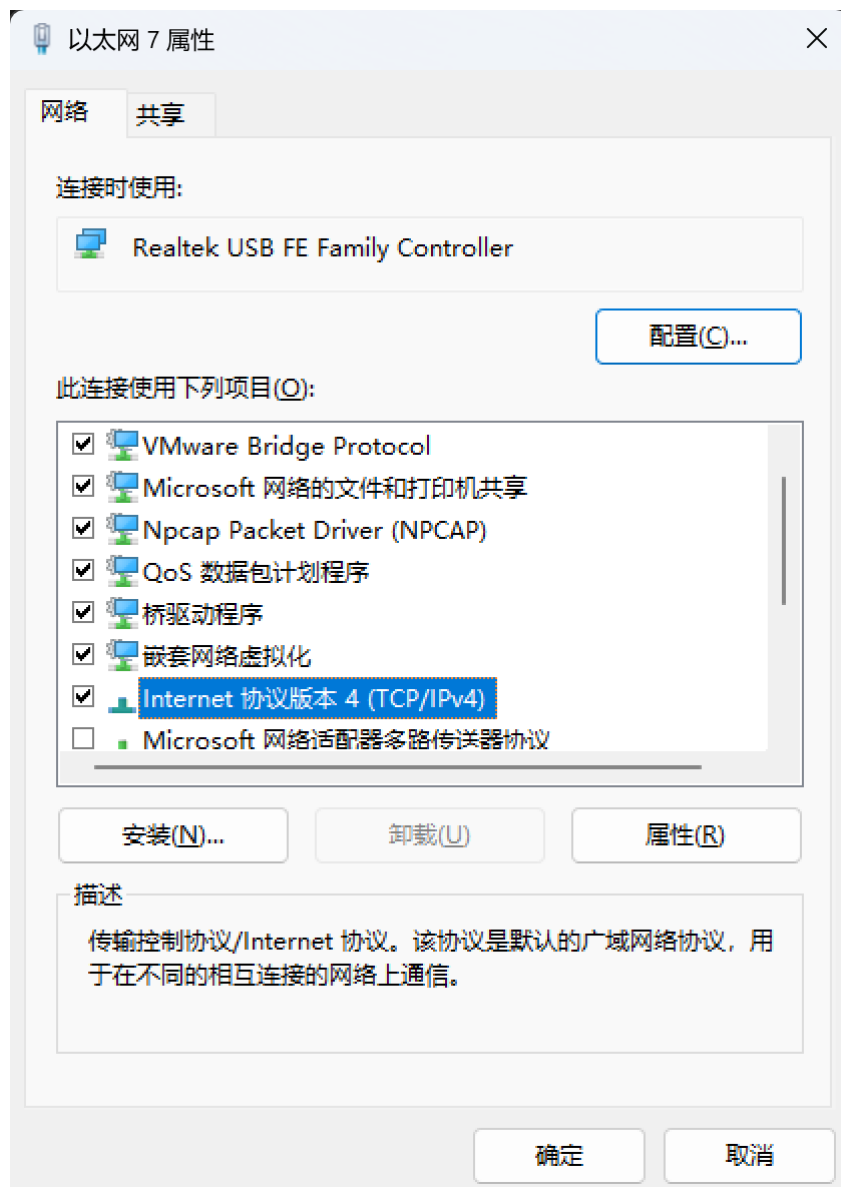 以太网 7 属性
网络
共享
连接时使用:
Realtek USB FE Family Controller
配置(C)...
此连接使用下列项目(O):
VMware Bridge Protocol
Microsoft 网络的文件和打印机共享
Npcap Packet Driver (NPCAP)
QoS 数据包计划程序
桥驱动程序
嵌套网络虚拟化
Internet 协议版本 4 (TCP/IPv4)
Microsoft 网络适配器多路传送器协议
安装(N)...
卸载(U)
属性(R)
描述
传输控制协议/Internet 协议。该协议是默认的广域网络协议，用
于在不同的相互连接的网络上通信。
确定
取消